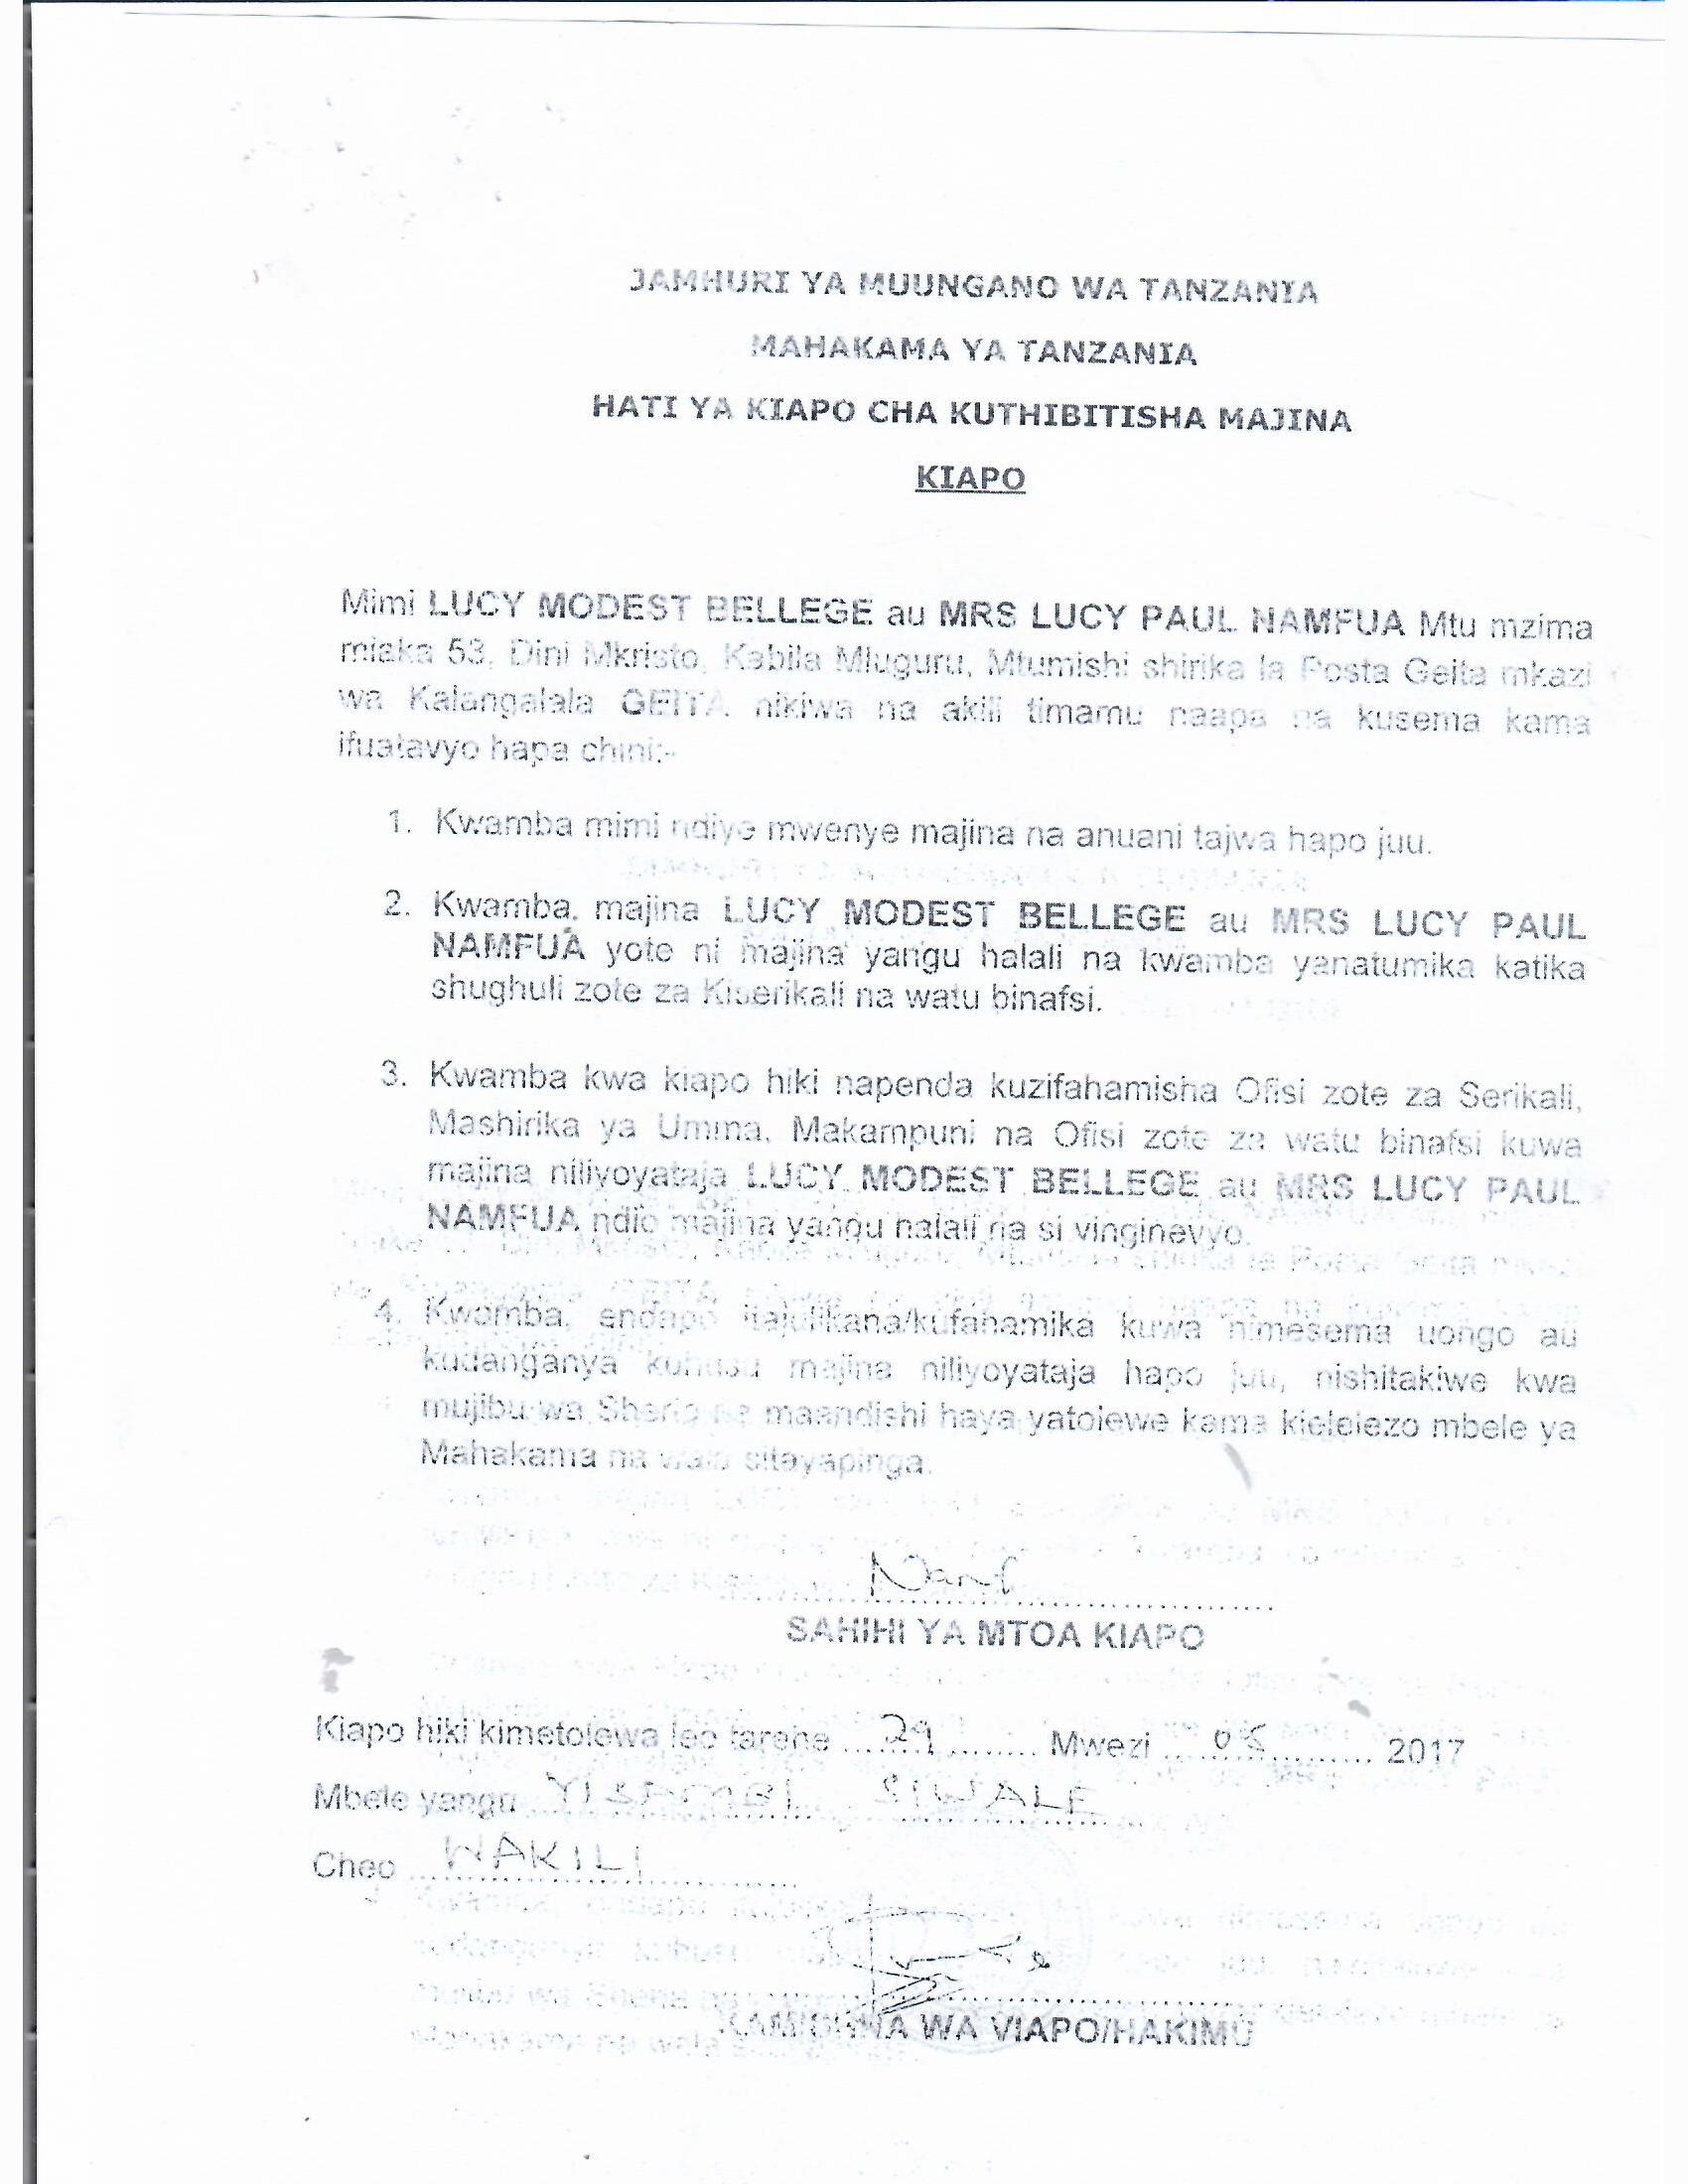 JAMHURI YA MUUNGANO WA TANZANIA
MAHAKAMA YA TANZANIA
HATI YA KIAPO CHA KUTHIBITISHA MAJINA
KIAPO
Mimi LUCY MODEST BELLEGE au MRS LUCY PAUL NAMFUA Mtu mzima
miaka 53, Dini Mkristo, Kabila Mluguru, Mtumishi shirika la Posta Geita mkazi
wa Kalangalala GEITA nikiwa na akili timamu naapa na kusema kama
ifuatavyo hapa chini:-
1. Kwamba mimi ndiye mwenye majina na anuani tajwa hapo juu.
2. Kwamba, majina LUCY MODEST BELLEGE au MRS LUCY PAUL
NAMFUA yote ni majina yangu halali na kwamba yanatumika katika
shughuli zote za Kiserikali na watu binafsi.
3. Kwamba kwa kiapo hiki napenda kuzifahamisha Ofisi zote za Serikali,
Mashirika ya Umma, Makampuni na Ofisi zote za watu binafsi kuwa
majina niliyoyataja LUCY MODEST BELLEGE au MRS LUCY PAUL
NAMFUA ndio majina yangu halali na si vinginevyo.
4. Kwamba, endapo itajulikana/kufahamika kuwa nimesema uongo au
kudanganya kuhusu majina niliyoyataja hapo juu, nishitakiwe kwa
mujibu wa Sheria na maandishi haya yatolewe kama kielelezo mbele ya
Mahakama na wala sitayapinga.
Namf
SAHIHI YA MTOA KIAPO
Kiapo hiki kimetolewa leo tarehe ....29.... Mwezi ....08.... 2017
Mbele yangu YISAMBI SIWALE
Cheo ....WAKILI....
KAMISHNA WA VIAPO/HAKIMU